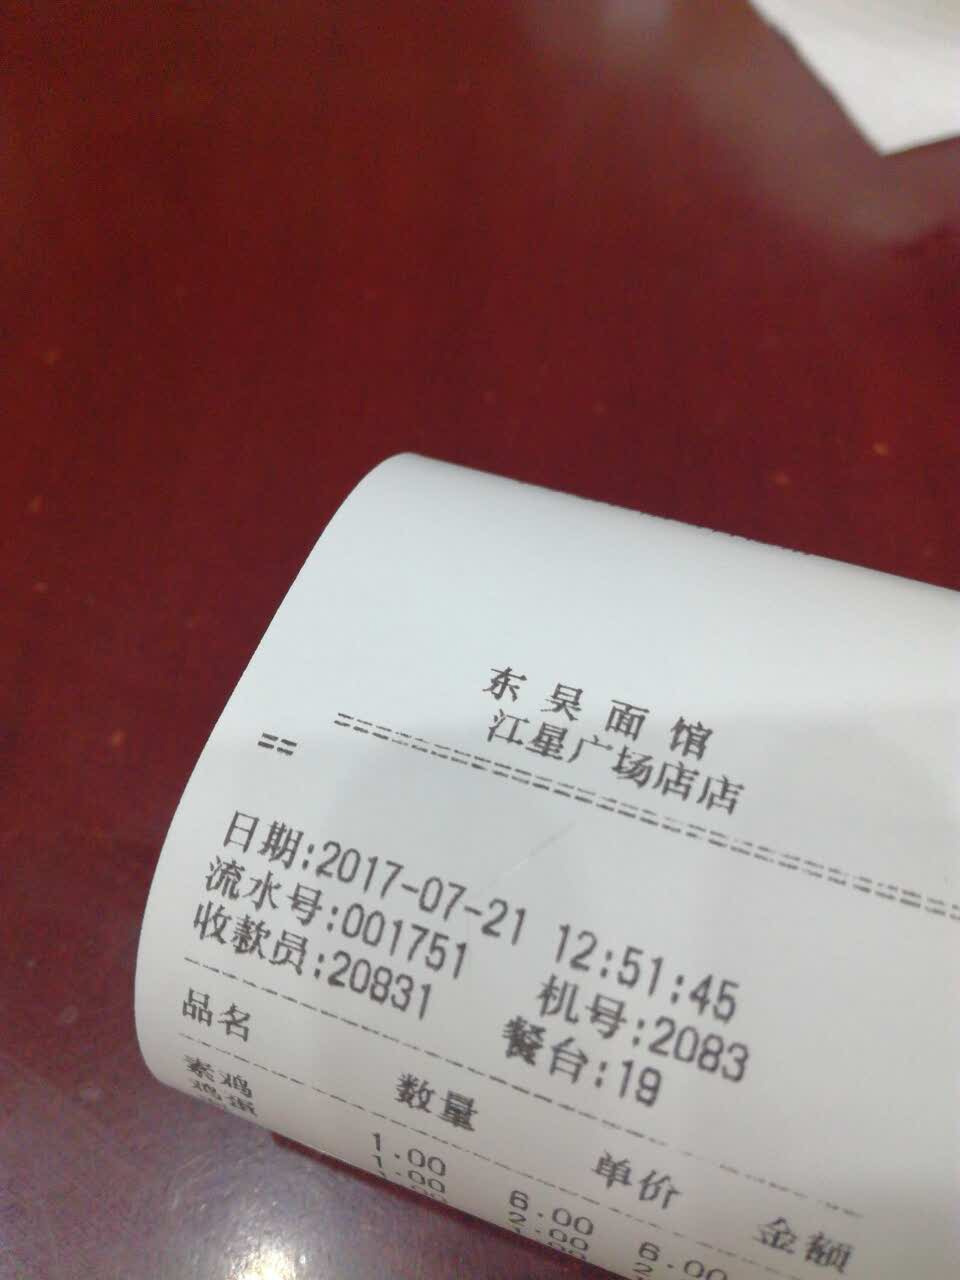 东吴面馆
江星广场店店
==================================
==
日期:2017-07-21 12:51:45
流水号:001751 机号:2083
收款员:20831 餐台:19
品名 数量 单价 金额
素鸡 1.00 6.00 6.00
鸡蛋 1.00 2.00